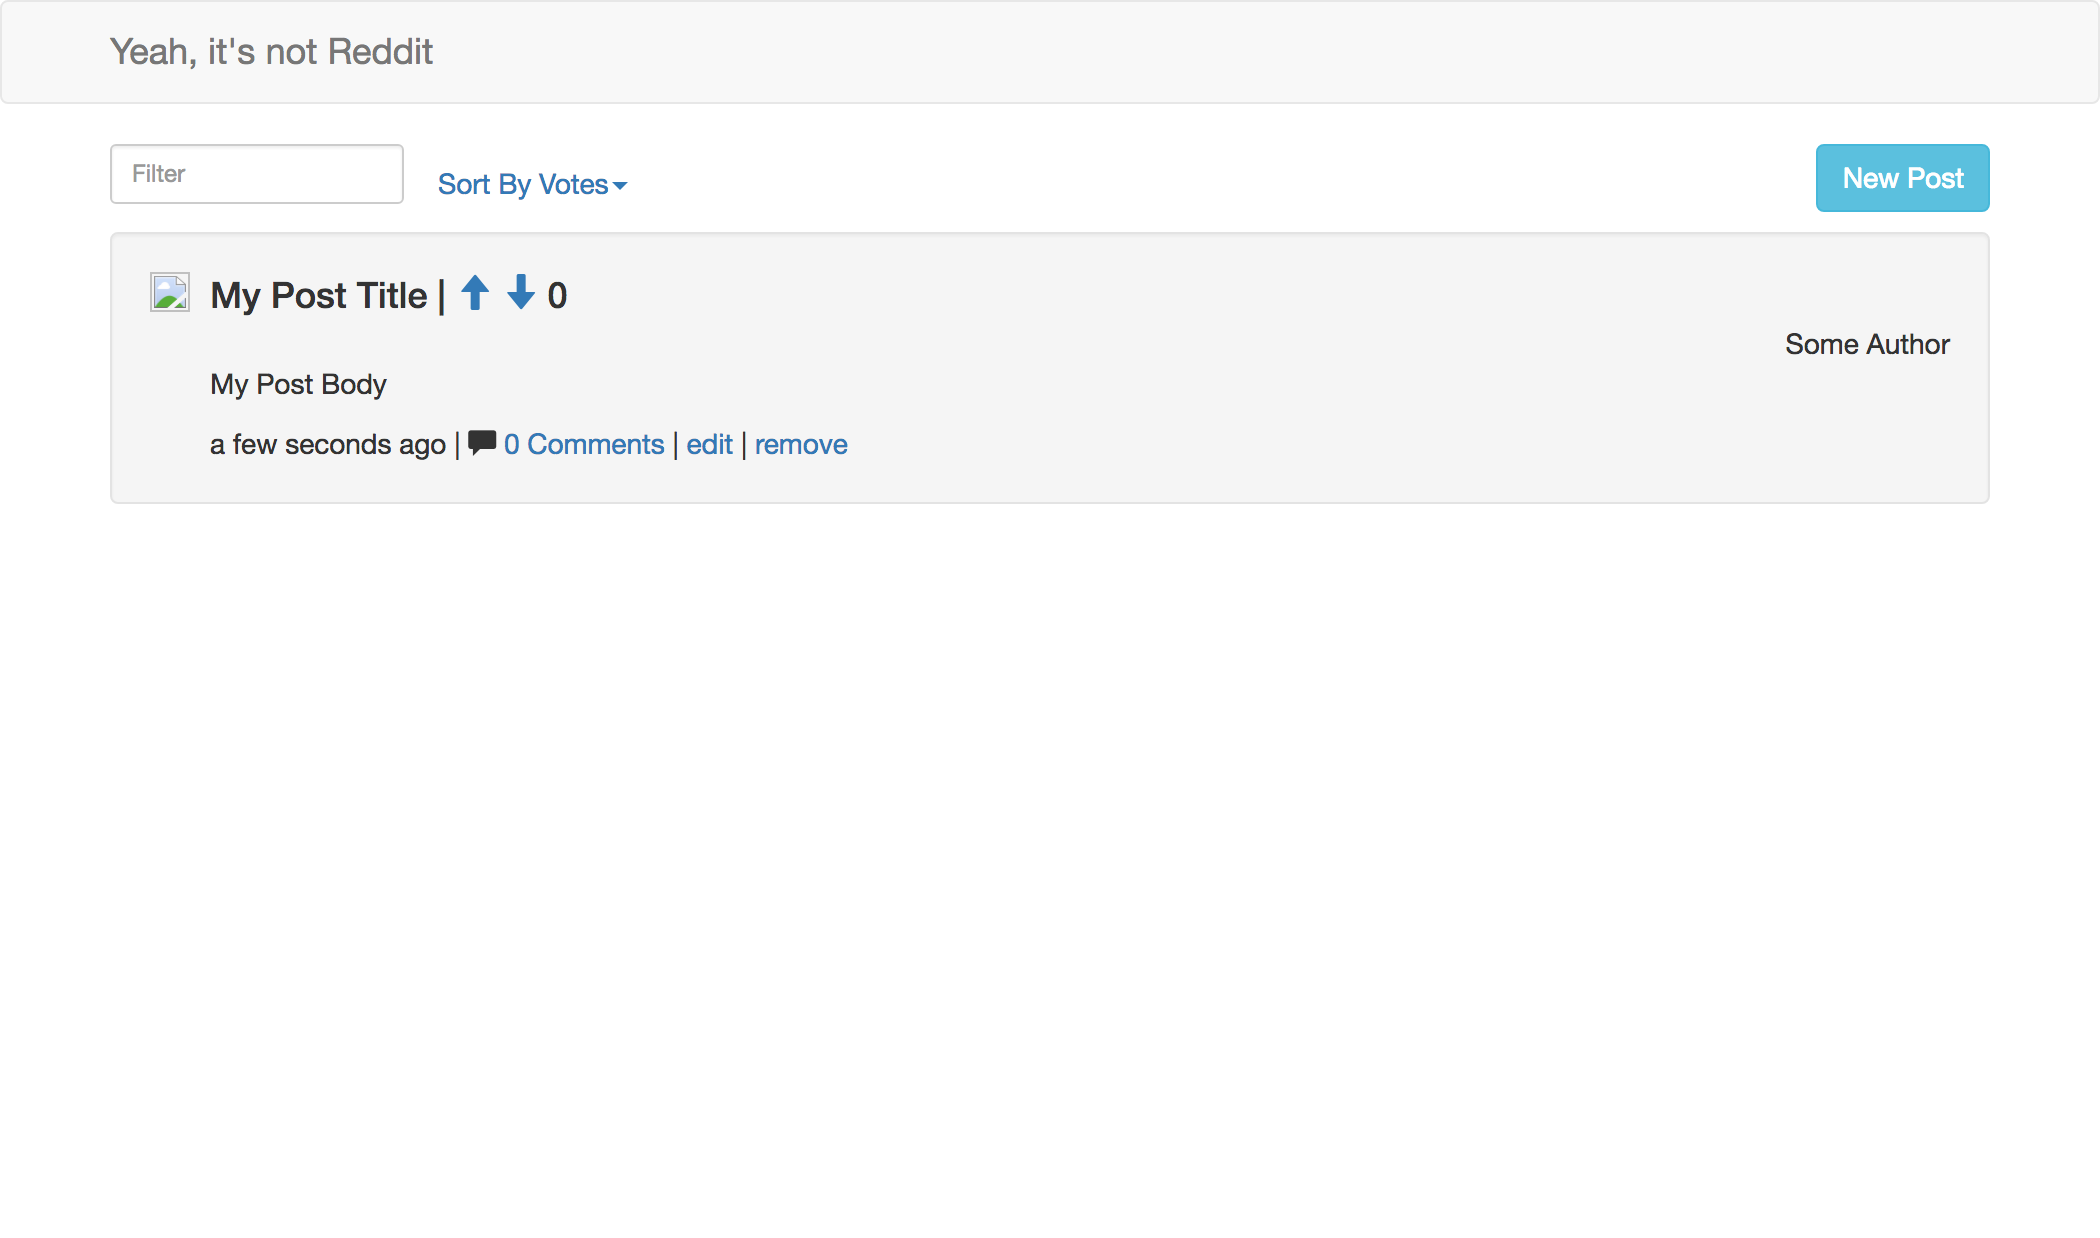 Yeah, it's not Reddit
Filter
Sort By Votes
New Post
My Post Title | 0
Some Author
My Post Body
a few seconds ago | 0 Comments | edit | remove